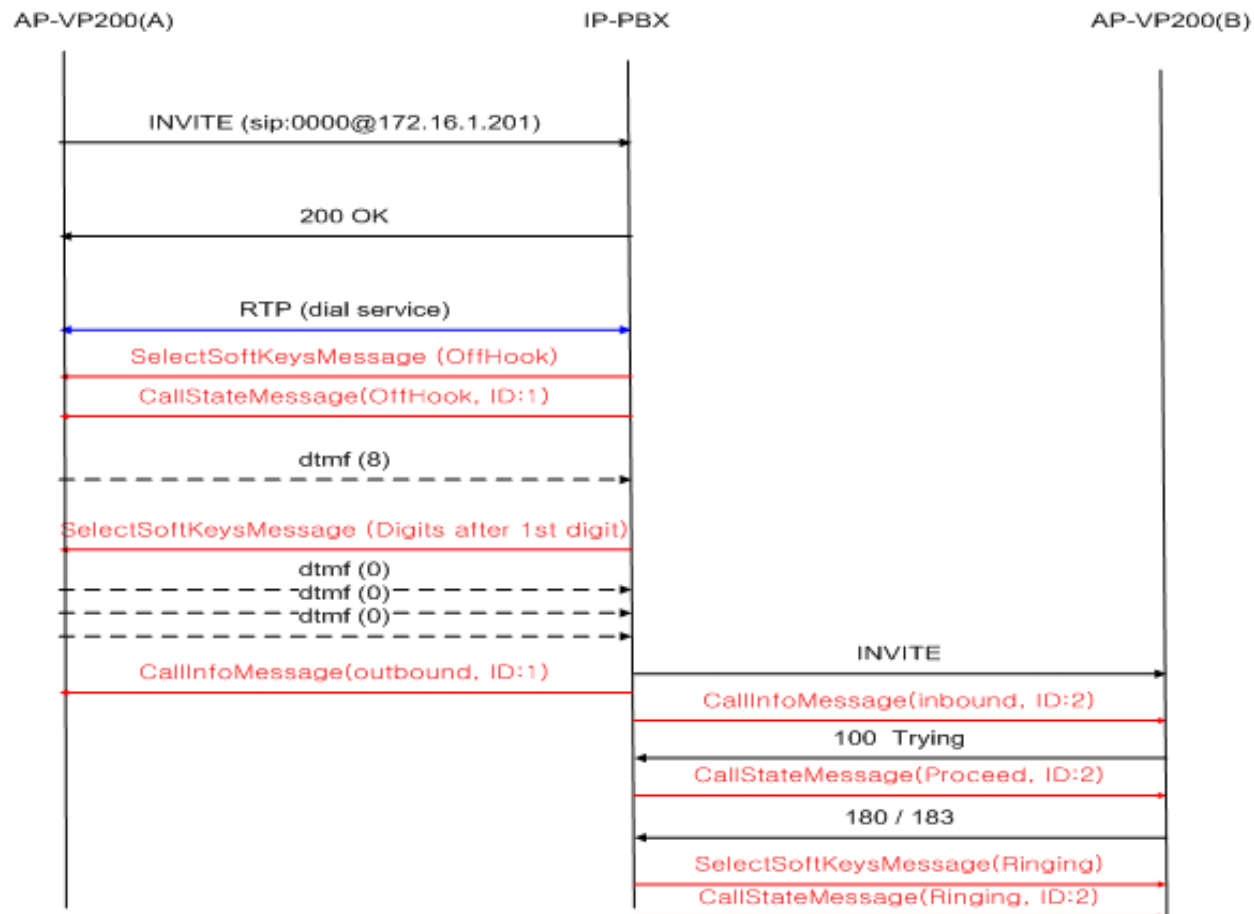 AP-VP200(A) IP-PBX AP-VP200(B)
INVITE (sip:0000@172.16.1.201)
200 OK
RTP (dial service)
SelectSoftKeysMessage (OffHook)
CallStateMessage(OffHook, ID:1)
dtmf (8)
SelectSoftKeysMessage (Digits after 1st digit)
dtmf (0)
dtmf (0)
dtmf (0)
INVITE
CallInfoMessage(outbound, ID:1)
CallInfoMessage(inbound, ID:2)
100 Trying
CallStateMessage(Proceed, ID:2)
180 / 183
SelectSoftKeysMessage(Ringing)
CallStateMessage(Ringing, ID:2)